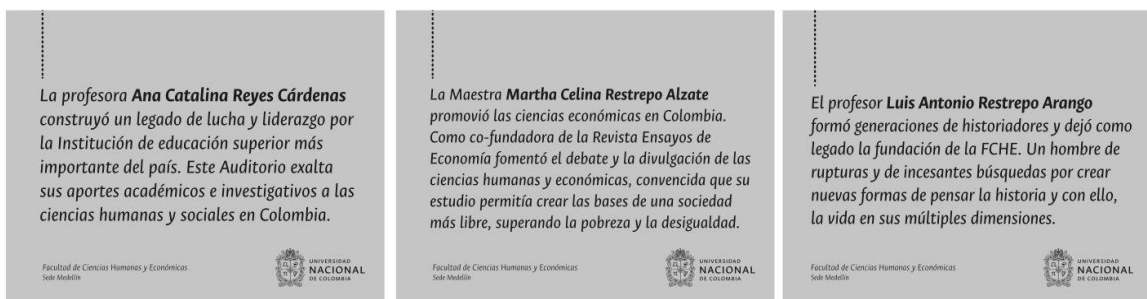 La profesora Ana Catalina Reyes Cárdenas
construyó un legado de lucha y liderazgo por
la Institución de educación superior más
importante del país. Este Auditorio exalta
sus aportes académicos e investigativos a las
ciencias humanas y sociales en Colombia.
Facultad de Ciencias Humanas y Económicas
Sede Medellín
UNIVERSIDAD
NACIONAL
DE COLOMBIA
La Maestra Martha Celina Restrepo Alzate
promovió las ciencias económicas en Colombia.
Como co-fundadora de la Revista Ensayos de
Economía fomentó el debate y la divulgación de las
ciencias humanas y económicas, convencida que su
estudio permitía crear las bases de una sociedad
más libre, superando la pobreza y la desigualdad.
Facultad de Ciencias Humanas y Económicas
Sede Medellín
UNIVERSIDAD
NACIONAL
DE COLOMBIA
El profesor Luis Antonio Restrepo Arango
formó generaciones de historiadores y dejó como
legado la fundación de la FCHE. Un hombre de
rupturas y de incesantes búsquedas por crear
nuevas formas de pensar la historia y con ello,
la vida en sus múltiples dimensiones.
Facultad de Ciencias Humanas y Económicas
Sede Medellín
UNIVERSIDAD
NACIONAL
DE COLOMBIA